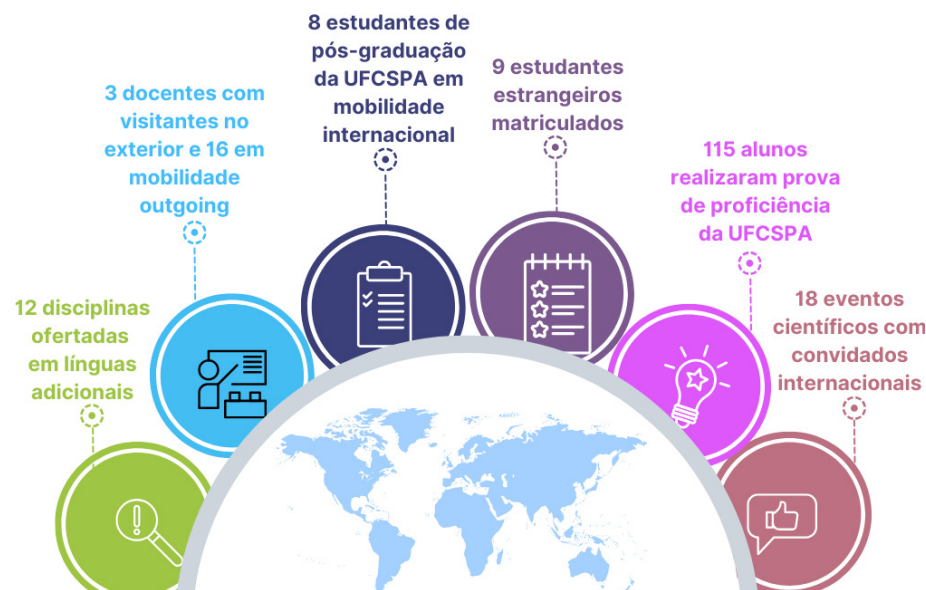 12 disciplinas
ofertadas
em línguas
adicionais
3 docentes com
visitantes no
exterior e 16 em
mobilidade
outgoing
8 estudantes de
pós-graduação
da UFCSPA em
mobilidade
internacional
9 estudantes
estrangeiros
matriculados
115 alunos
realizaram prova
de proficiência
da UFCSPA
18 eventos
científicos com
convidados
internacionais